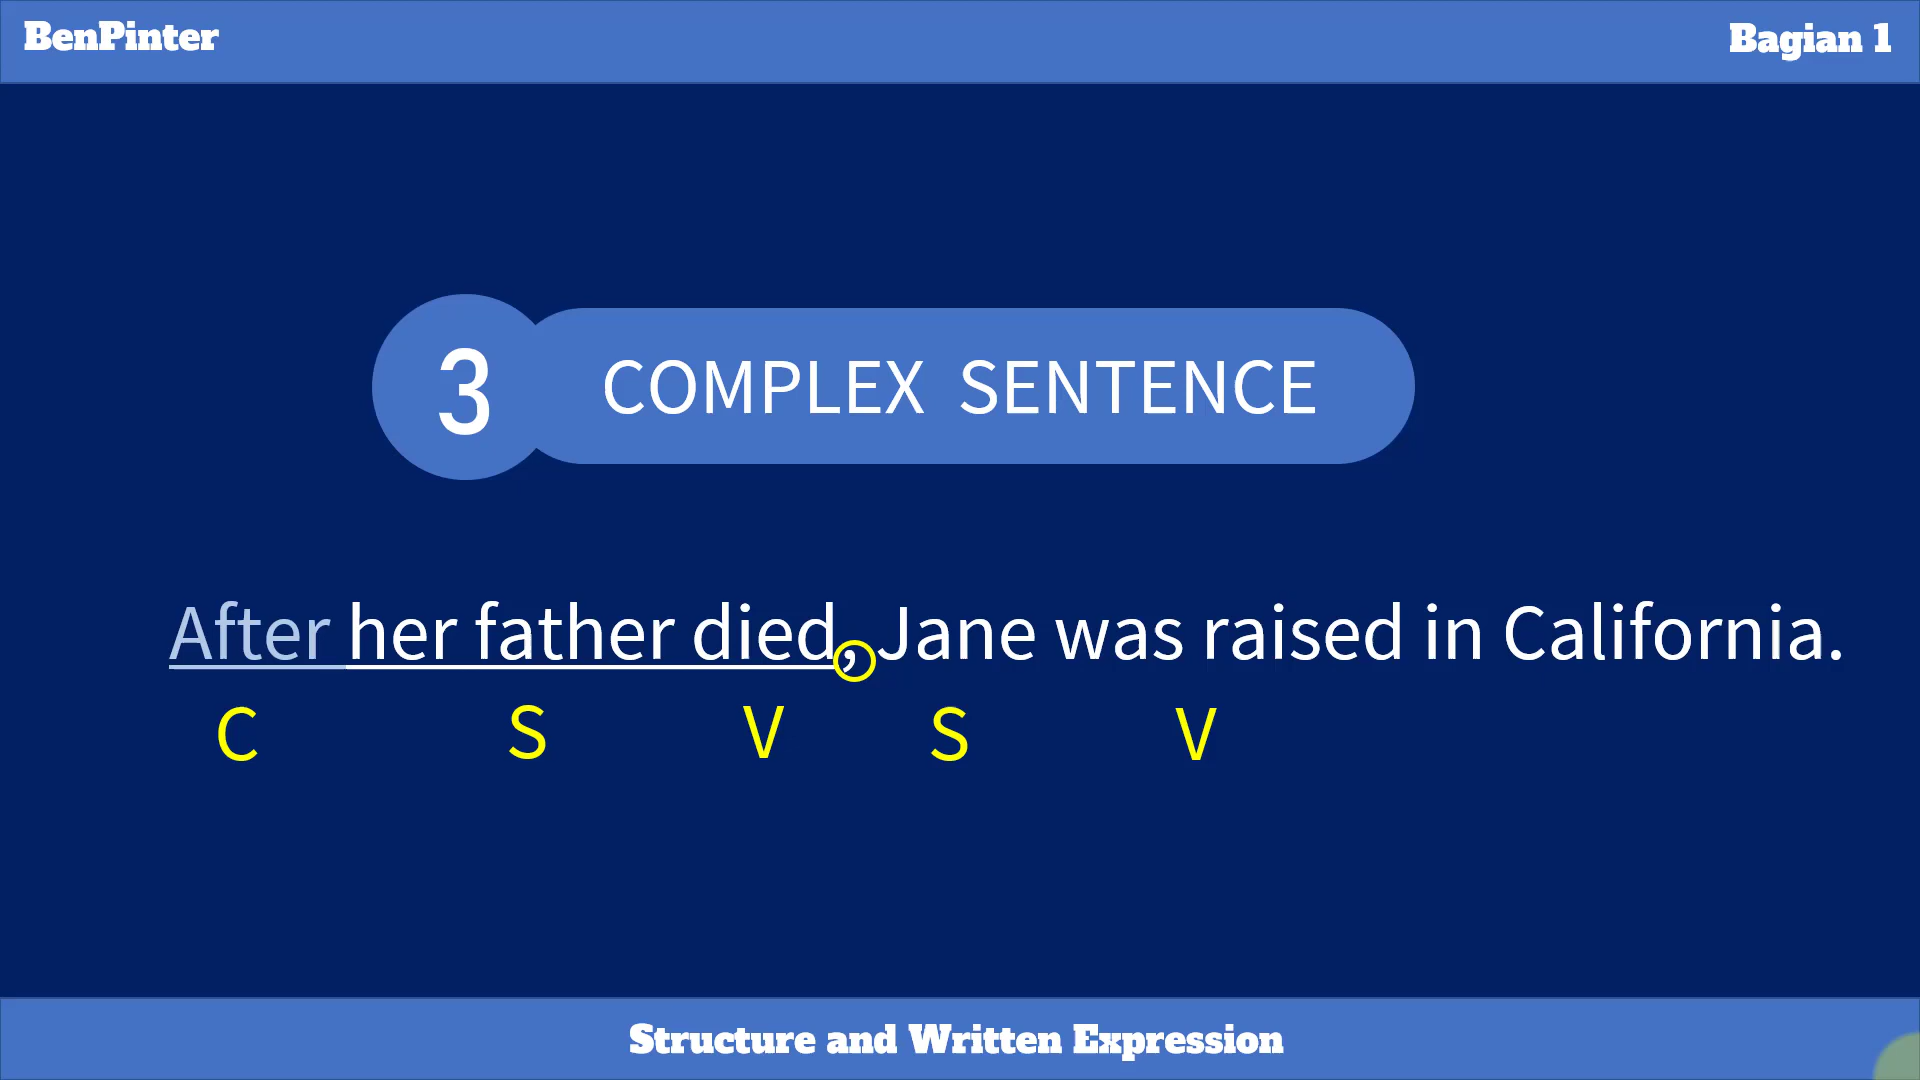 BenPinter
Bagian 1
3
COMPLEX SENTENCE
After her father died, Jane was raised in California.
C S V S V
Structure and Written Expression